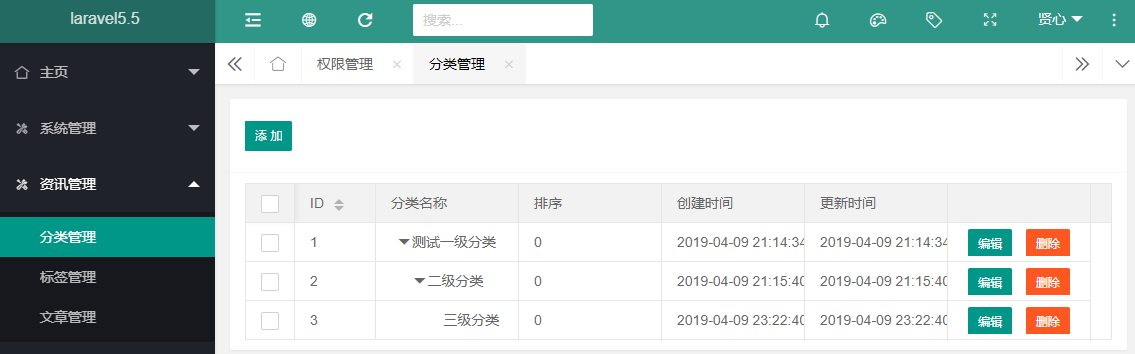 laravel5.5
搜索...
贤心
主页
权限管理
分类管理
系统管理
资讯管理
分类管理
标签管理
文章管理
添加
ID 分类名称 排序 创建时间 更新时间
1 测试一级分类 0 2019-04-09 21:14:34 2019-04-09 21:14:34 编辑 删除
2 二级分类 0 2019-04-09 21:15:40 2019-04-09 21:15:40 编辑 删除
3 三级分类 0 2019-04-09 23:22:40 2019-04-09 23:22:40 编辑 删除